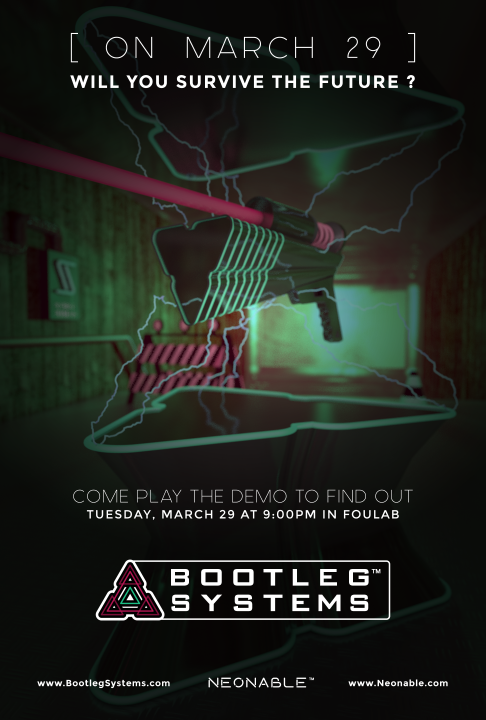 [ ON MARCH 29 ]
WILL YOU SURVIVE THE FUTURE ?
COME PLAY THE DEMO TO FIND OUT
TUESDAY, MARCH 29 AT 9:00PM IN FOULAB
BOOTLEG™
SYSTEMS
www.BootlegSystems.com NEONABLE™ www.Neonable.com